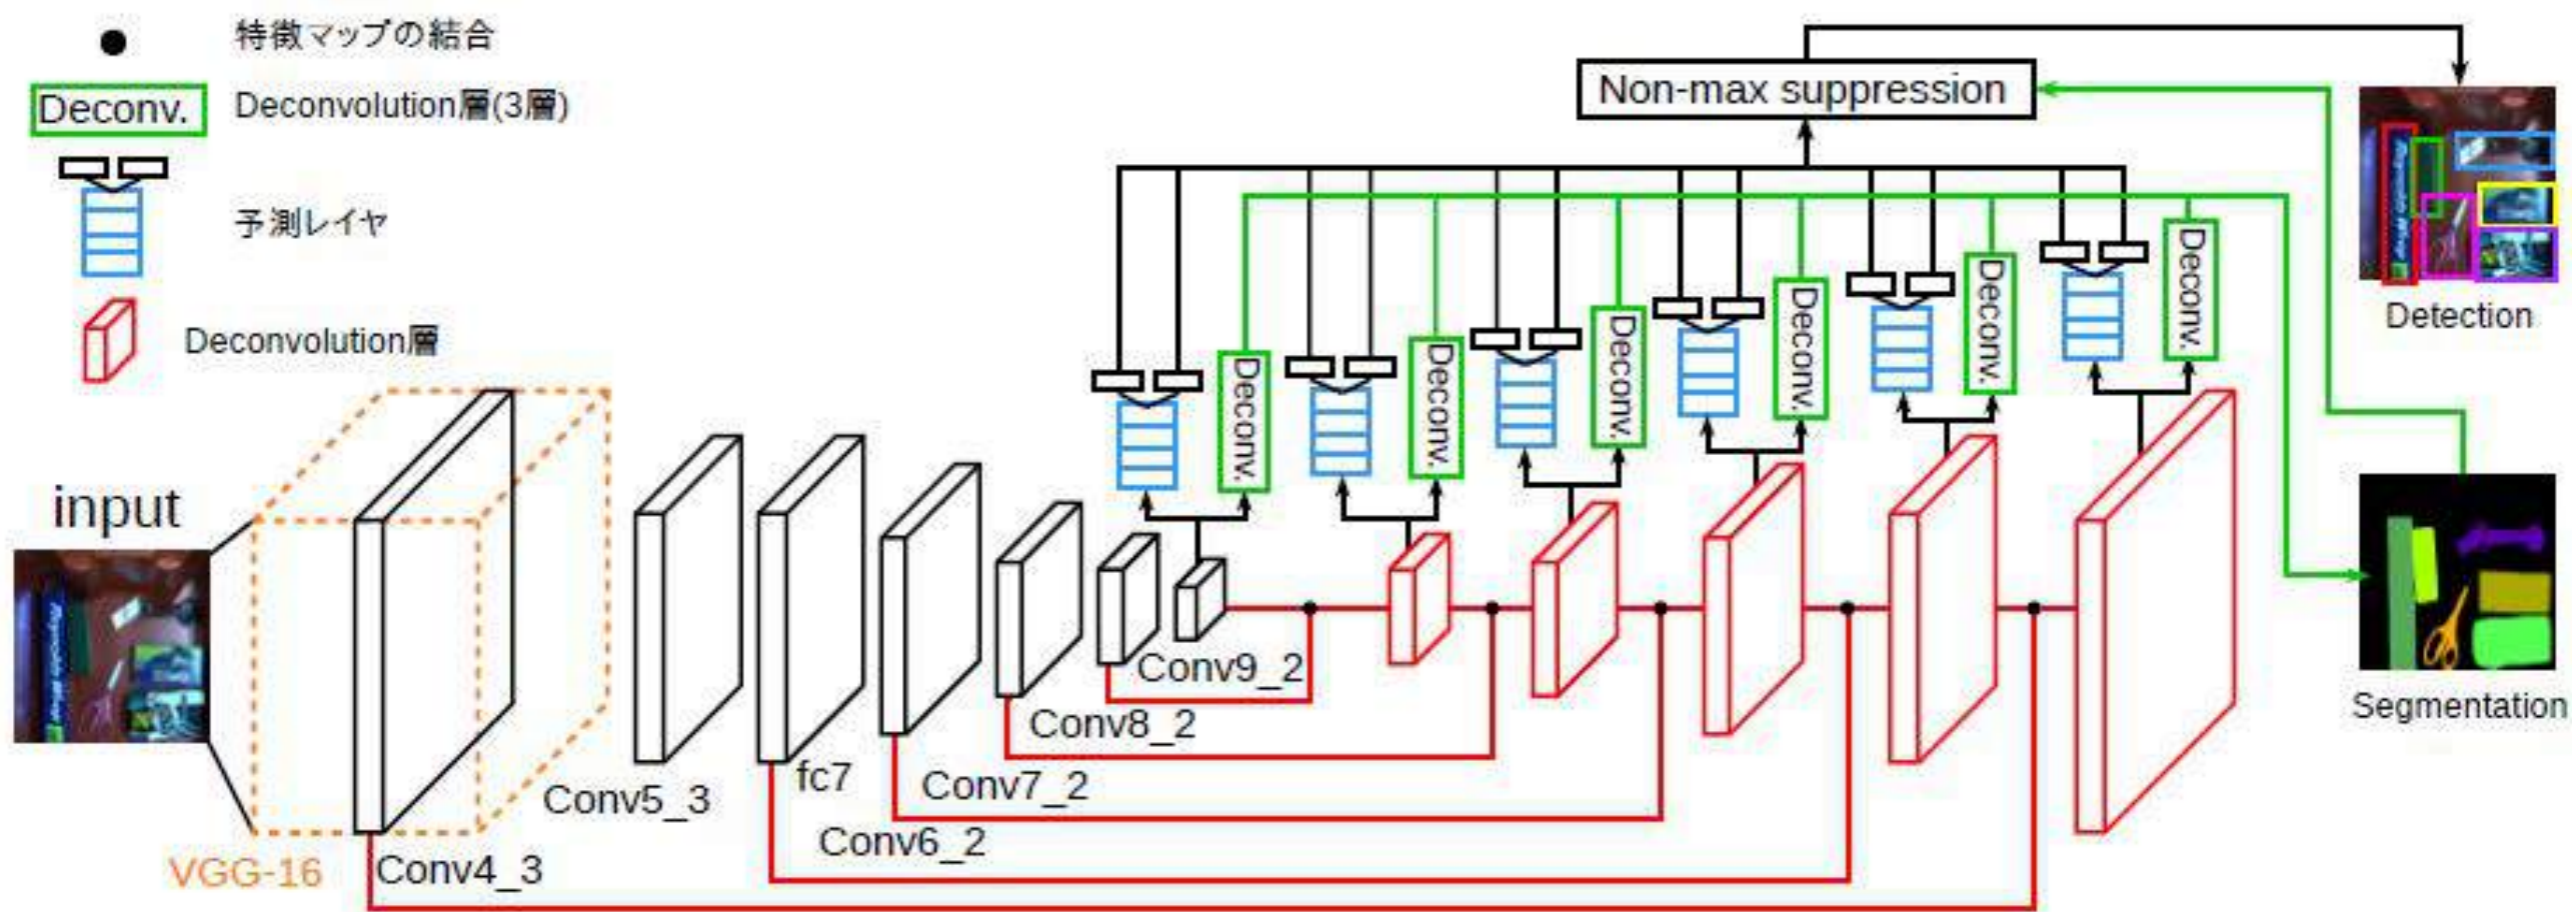 特徴マップの結合
Deconv.
Deconvolution層(3層)
予測レイヤ
Deconvolution層
input
VGG-16
Conv4_3
Conv5_3
fc7
Conv6_2
Conv7_2
Conv8_2
Conv9_2
Deconv.
Deconv.
Deconv.
Deconv.
Deconv.
Deconv.
Non-max suppression
Detection
Segmentation